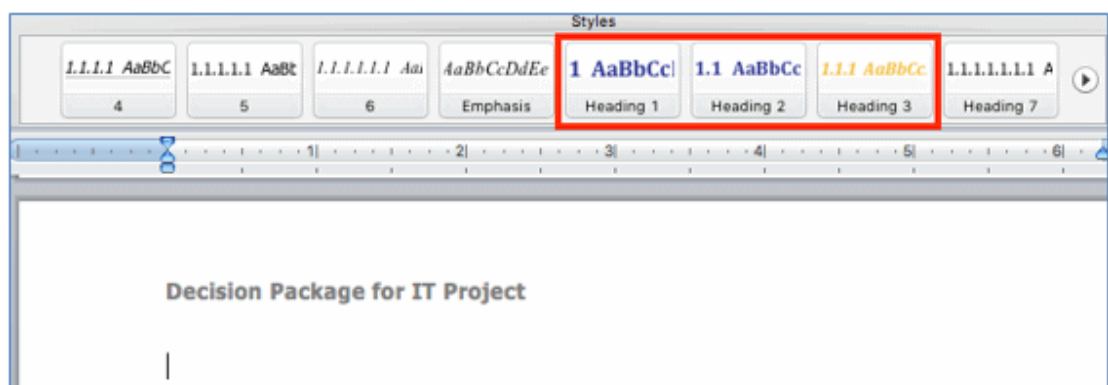 Styles
1.1.1.1 AaBbC 1.1.1.1.1 AaBb 1.1.1.1.1.1 Aa AaBbCcDdEe 1 AaBbCc 1.1 AaBbCc 1.1.1 AaBbCc 1.1.1.1.1.1.1 A
4 5 6 Emphasis Heading 1 Heading 2 Heading 3 Heading 7
1 2 3 4 5 6
Decision Package for IT Project